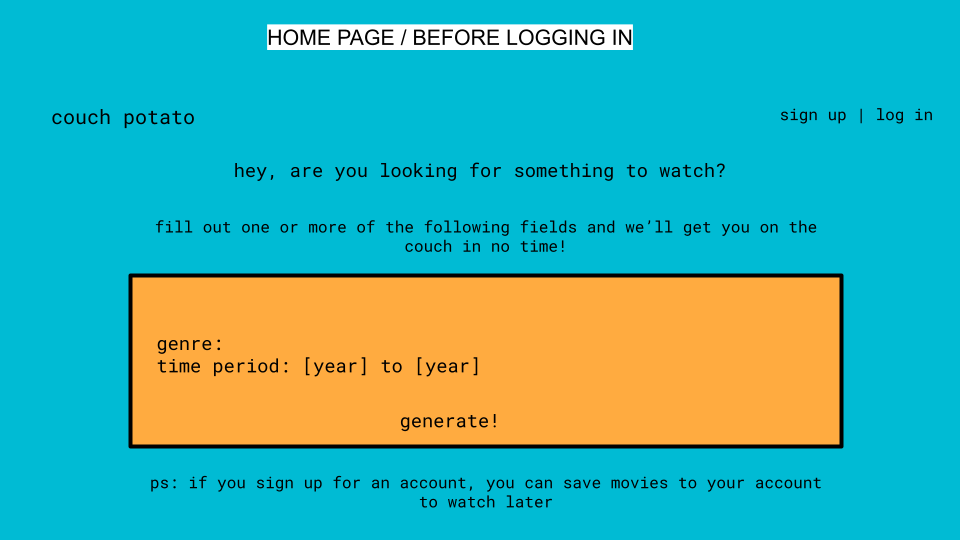 HOME PAGE / BEFORE LOGGING IN
couch potato
sign up | log in
hey, are you looking for something to watch?
fill out one or more of the following fields and we’ll get you on the
couch in no time!
genre:
time period: [year] to [year]
generate!
ps: if you sign up for an account, you can save movies to your account
to watch later